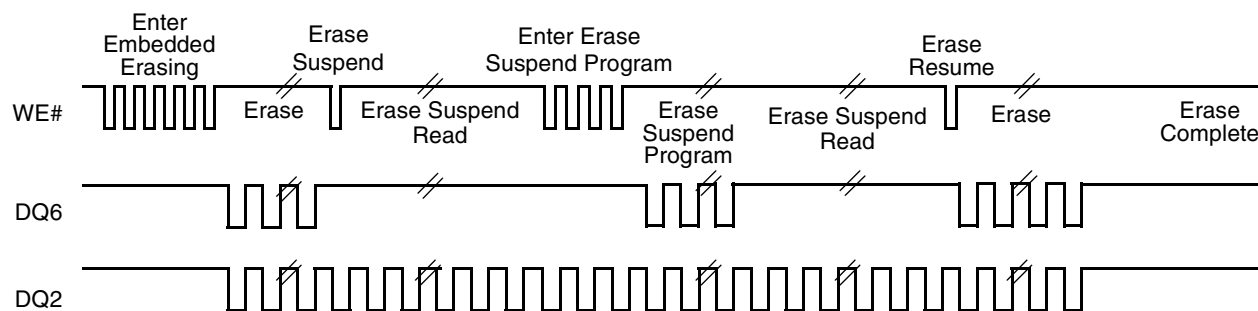 Enter
Embedded
Erasing
Erase
Suspend
Enter Erase
Suspend Program
Erase
Resume
WE#
Erase
Erase Suspend
Read
Erase
Suspend
Program
Erase Suspend
Read
Erase
Erase
Complete
DQ6
DQ2